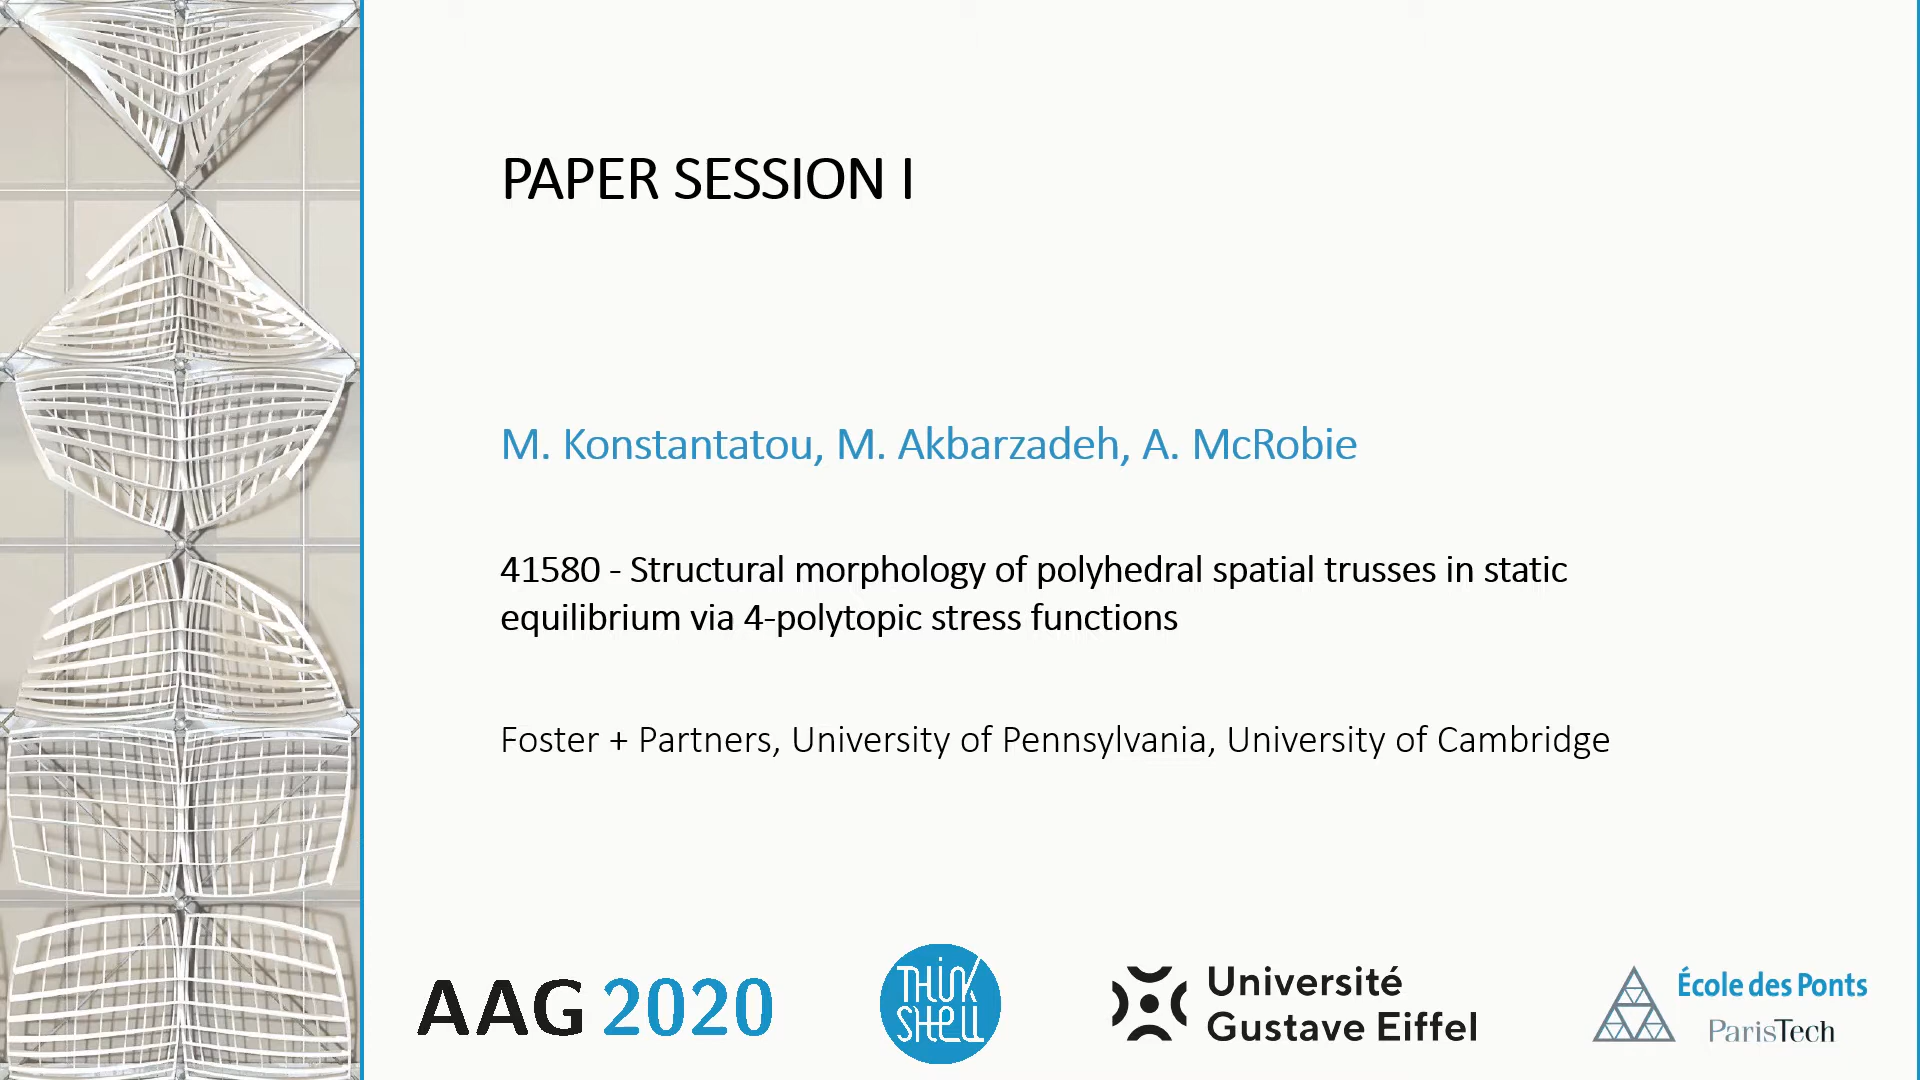 PAPER SESSION I
M. Konstantatou, M. Akbarzadeh, A. McRobie
41580 - Structural morphology of polyhedral spatial trusses in static
equilibrium via 4-polytopic stress functions
Foster + Partners, University of Pennsylvania, University of Cambridge
AAG 2020
THINK
SHELL
Université
Gustave Eiffel
École des Ponts
ParisTech